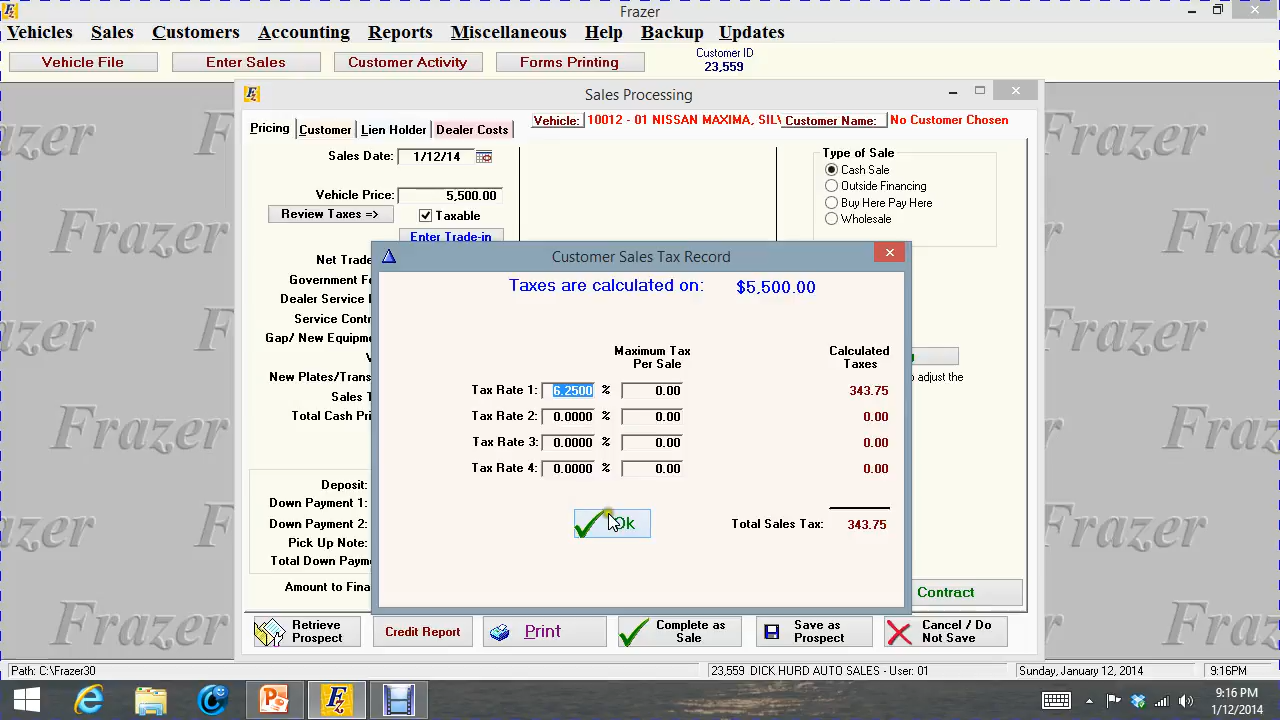 Frazer
Vehicles Sales Customers Accounting Reports Miscellaneous Help Backup Updates
Vehicle File Enter Sales Customer Activity Forms Printing
Customer ID
23,559
Sales Processing
Pricing Customer Lien Holder Dealer Costs
Vehicle: 10012 - 01 NISSAN MAXIMA, SIL Customer Name: No Customer Chosen
Sales Date: 1/12/14
Vehicle Price: 5,500.00
Review Taxes => Taxable
Enter Trade-in
Type of Sale
Cash Sale
Outside Financing
Buy Here Pay Here
Wholesale
Net Trade
Government Fe
Dealer Service
Service Contr
Gap/ New Equipm
New Plates/Trans
Sales T
Total Cash Pri
Deposit:
Down Payment 1:
Down Payment 2:
Pick Up Note:
Total Down Paym
Amount to Fina
Customer Sales Tax Record
Taxes are calculated on: $5,500.00
Maximum Tax
Per Sale
Calculated
Taxes
Tax Rate 1: 6.2500 % 0.00 343.75
Tax Rate 2: 0.0000 % 0.00 0.00
Tax Rate 3: 0.0000 % 0.00 0.00
Tax Rate 4: 0.0000 % 0.00 0.00
Ok
Total Sales Tax: 343.75
adjust the
Contract
Retrieve
Prospect
Credit Report
Print
Complete as
Sale
Save as
Prospect
Cancel / Do
Not Save
Path: C:\Frazer30
23,559 DICK HURD AUTO SALES - User: 01
Sunday, January 12, 2014
9:16PM
9:16 PM
1/12/2014
Frazer
Frazer
Frazer
Frazer
Frazer
Frazer